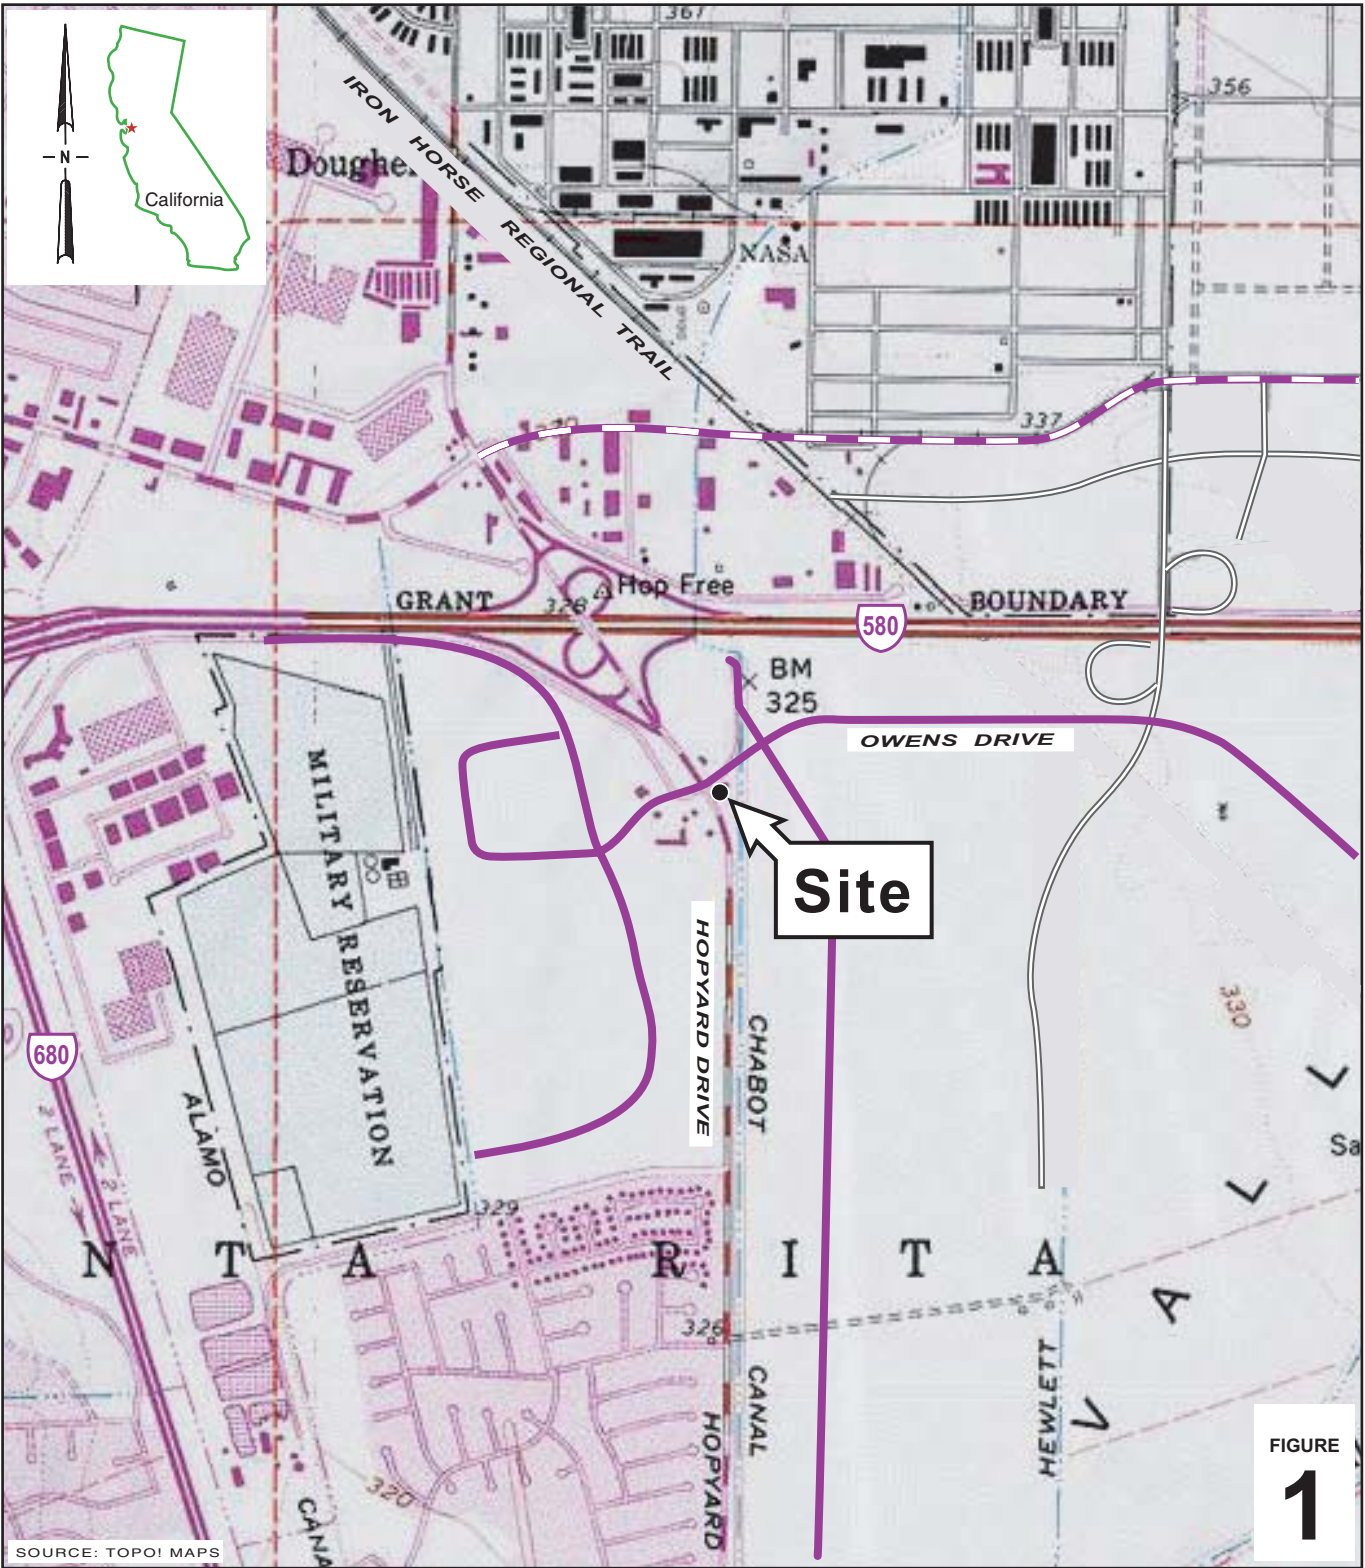 367
356
N
California
IRON HORSE REGIONAL TRAIL
Doughe
NASA
337
Hop Free
GRANT
328
BOUNDARY
580
BM
325
OWENS DRIVE
MILITARY RESERVATION
Site
HOPYARD DRIVE
330
CHABOT
680
ALAMO
2 LANE
2 LANE
L
Sa
L
329
N T A R I T A
A
326
V
CANAL
HEWLETT
HOPYARD
320
CANA
FIGURE
1
SOURCE: TOPO! MAPS